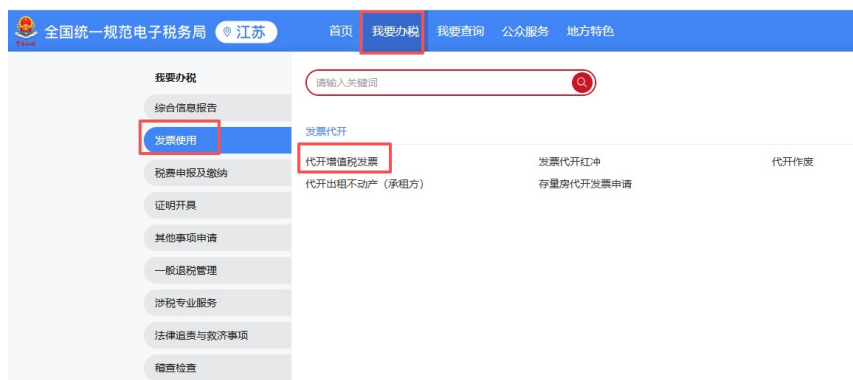 全国统一规范电子税务局 江苏 首页 我要办税 我要查询 公众服务 地方特色
我要办税
综合信息报告
发票使用
税费申报及缴纳
证明开具
其他事项申请
一般退税管理
涉税专业服务
法律追责与救济事项
稽查检查
请输入关键词
发票代开
代开增值税发票 发票代开红冲 代开作废
代开出租不动产（承租方） 存量房代开发票申请